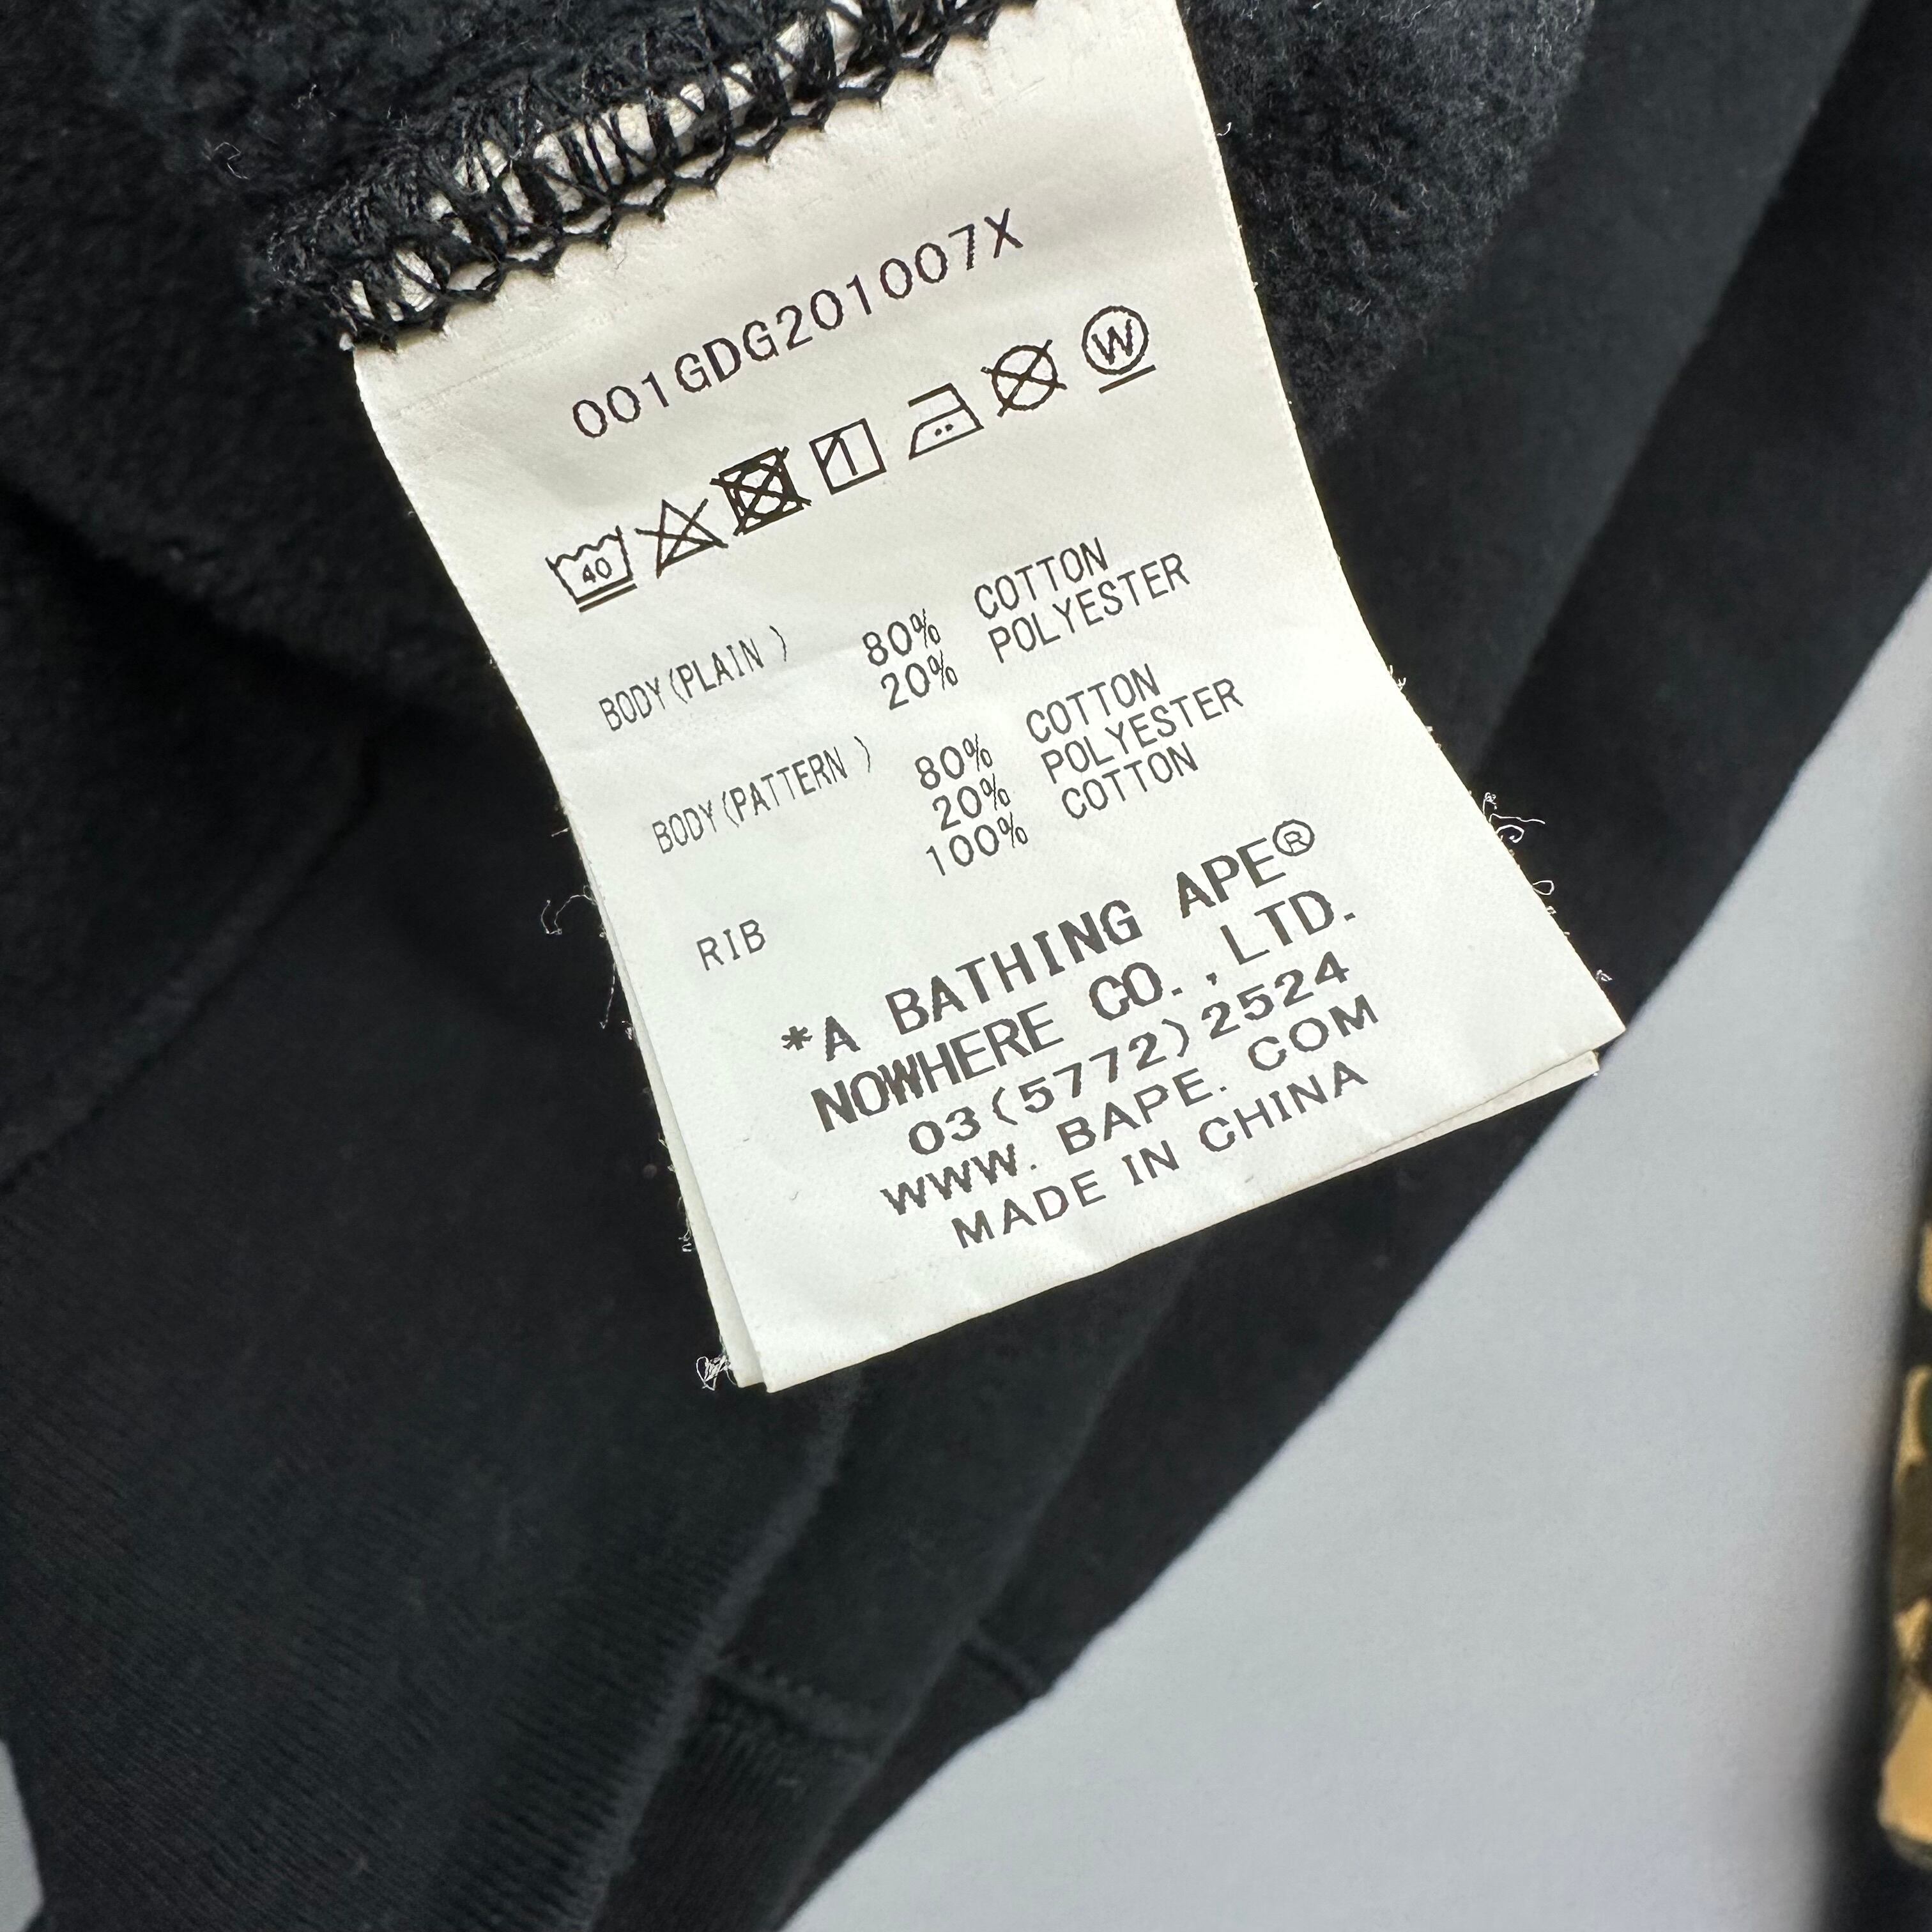 001GDG201007X
40 W
BODY(PLAIN) 80% COTTON
20% POLYESTER
BODY(PATTERN) 80% COTTON
20% POLYESTER
RIB 100% COTTON
*A BATHING APE®
NOWHERE CO.,LTD.
03(5772)2524
WWW.BAPE.COM
MADE IN CHINA